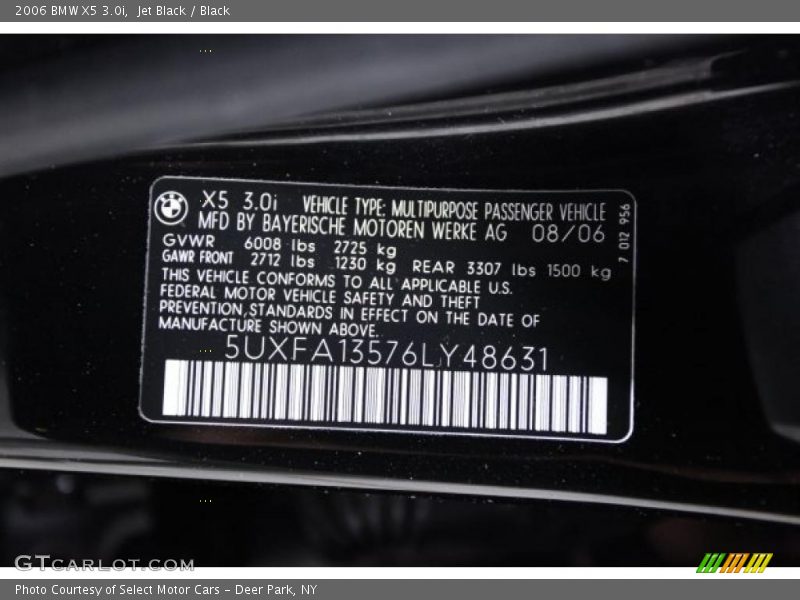 2006 BMW X5 3.0i, Jet Black / Black
X5 3.0i VEHICLE TYPE: MULTIPURPOSE PASSENGER VEHICLE
MFD BY BAYERISCHE MOTOREN WERKE AG 08/06
GVWR 6008 lbs 2725 kg
GAWR FRONT 2712 lbs 1230 kg REAR 3307 lbs 1500 kg
THIS VEHICLE CONFORMS TO ALL APPLICABLE U.S.
FEDERAL MOTOR VEHICLE SAFETY AND THEFT
PREVENTION,STANDARDS IN EFFECT ON THE DATE OF
MANUFACTURE SHOWN ABOVE.
5UXFA13576LY48631
7 012 956
GTCARLOT.COM
Photo Courtesy of Select Motor Cars - Deer Park, NY